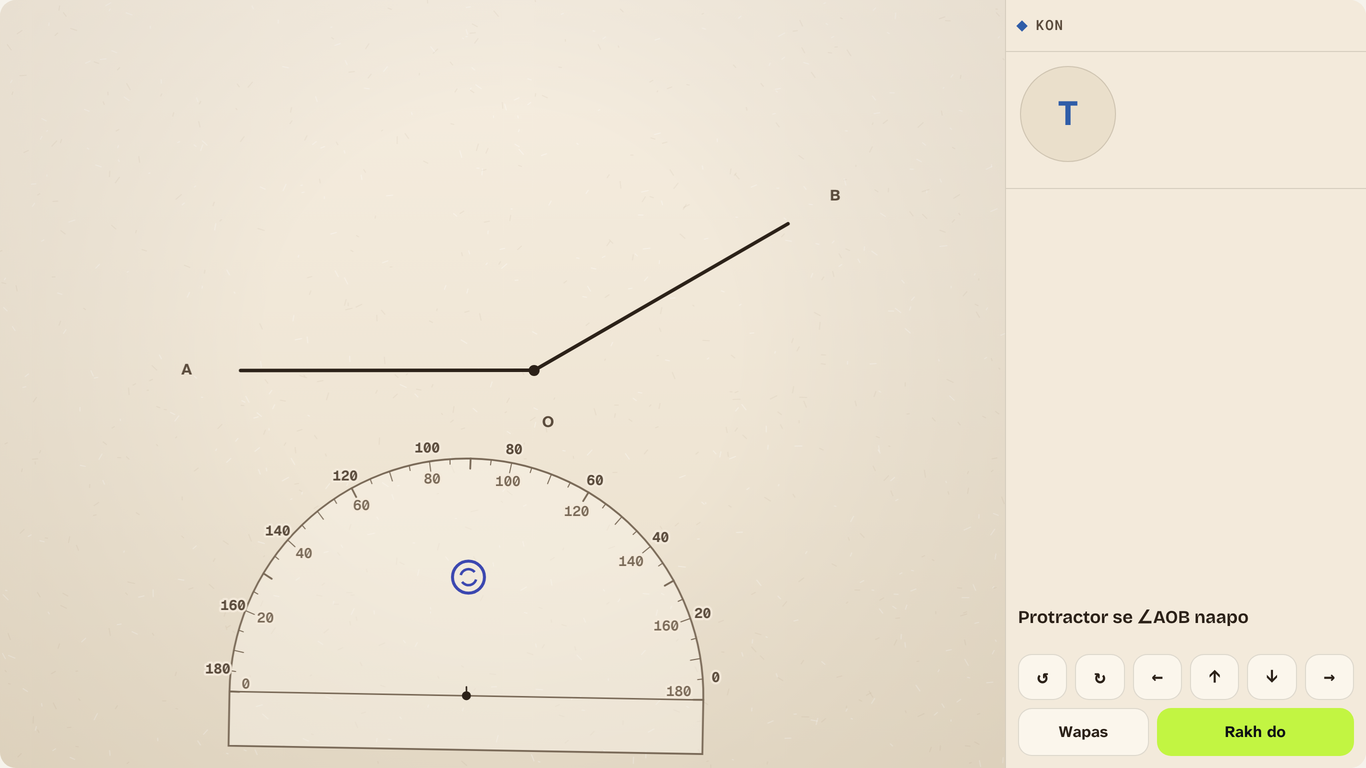 KON
T
B
A
O
100 80
120 80 100 60
60 120
140 40
40 140
160 20
20 160
180 0
0 180
Protractor se ∠AOB naapo
↺ ↻ ← ↑ ↓ →
Wapas Rakh do